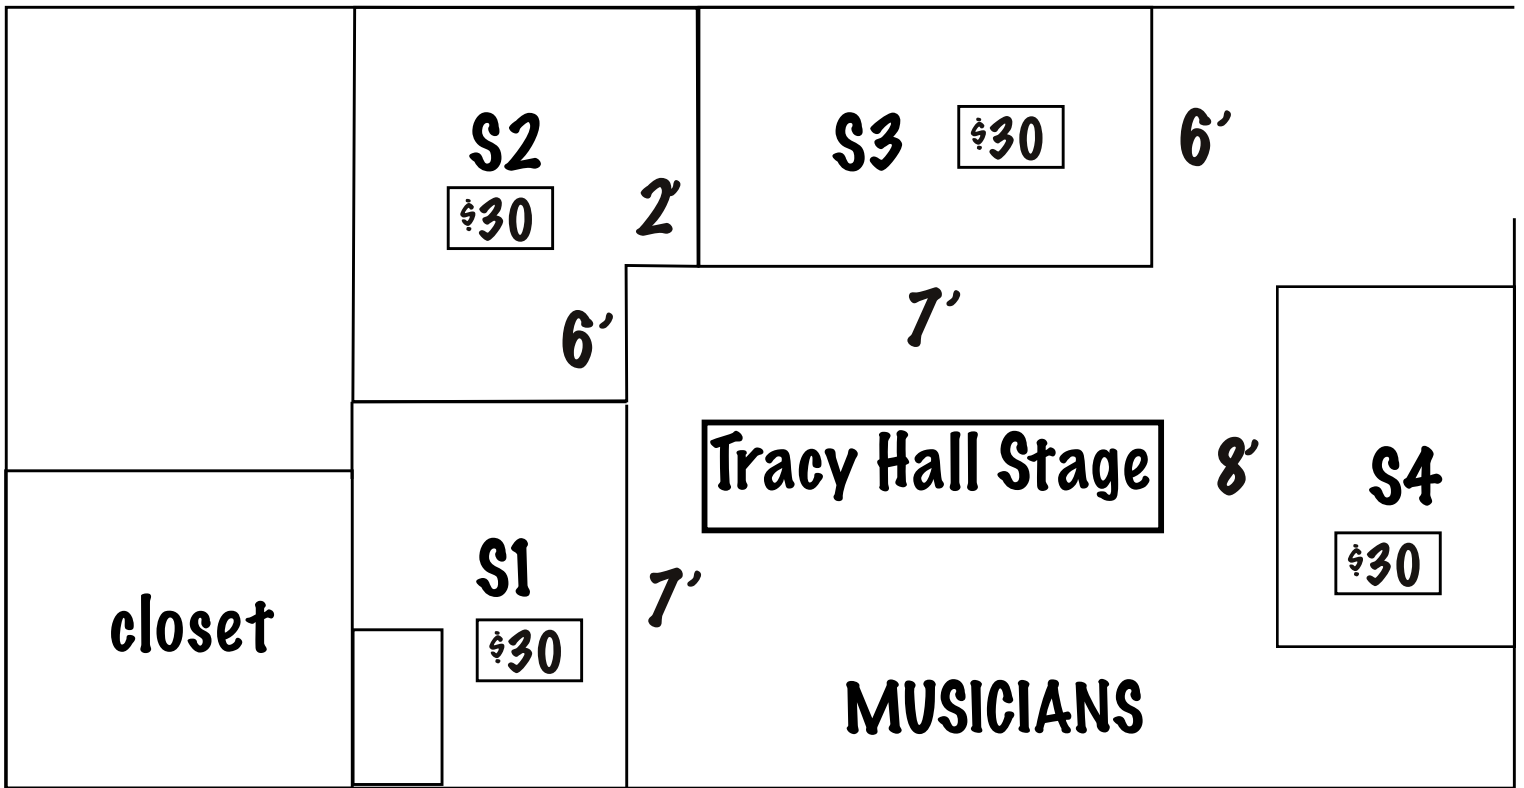 S2
$30
2'
6'
S3 $30
6'
7'
Tracy Hall Stage
8'
S4
$30
closet
S1
$30
7'
MUSICIANS